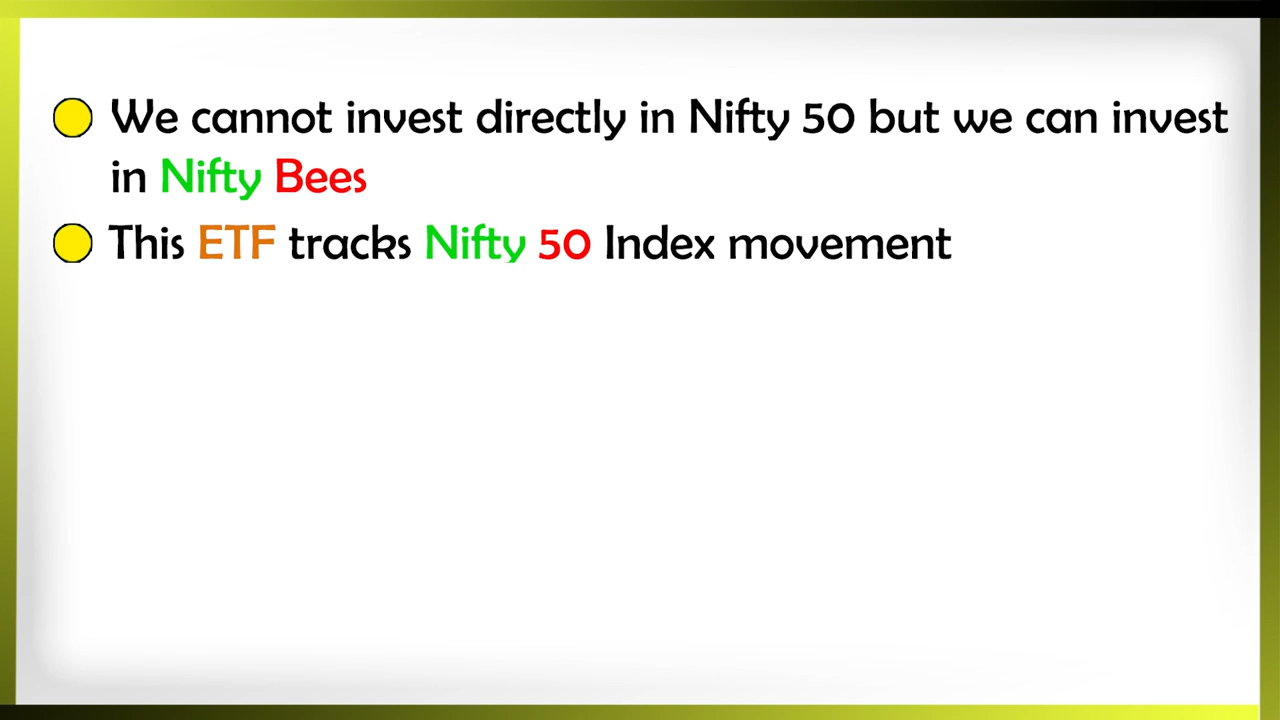 We cannot invest directly in Nifty 50 but we can invest
in Nifty Bees
This ETF tracks Nifty 50 Index movement